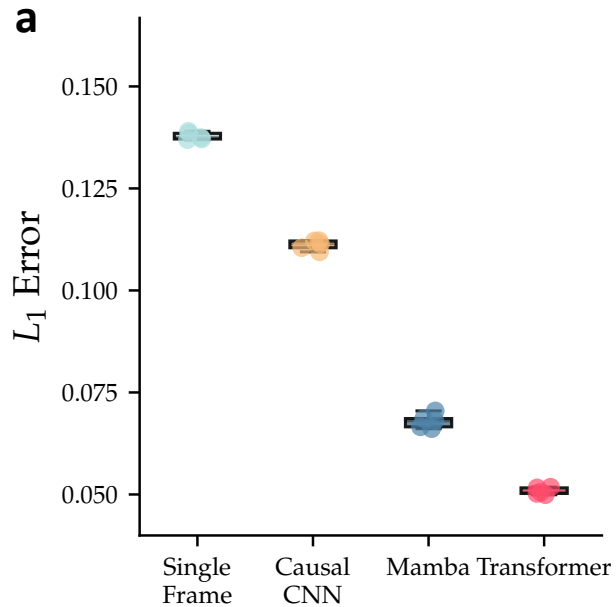 a
0.150
0.125
0.100
0.075
0.050
L₁ Error
Single
Frame
Causal
CNN
Mamba
Transformer